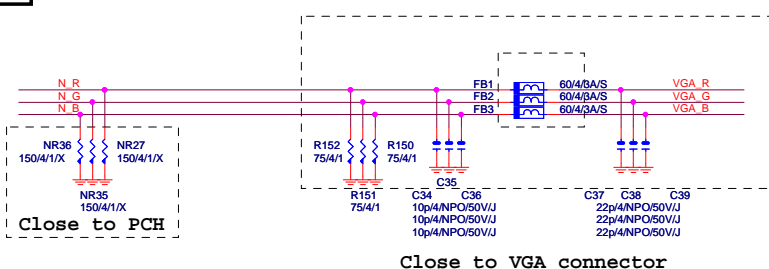 N_R FB1 60/4/3A/S VGA_R
N_G FB2 60/4/3A/S VGA_G
N_B FB3 60/4/3A/S VGA_B
NR36 NR27 R152 R150
150/4/1/X 150/4/1/X 75/4/1 75/4/1
C35
NR35 R151 C34 C36 C37 C38 C39
150/4/1/X 75/4/1 10p/4/NPO/50V/J 22p/4/NPO/50V/J
10p/4/NPO/50V/J 22p/4/NPO/50V/J
Close to PCH 10p/4/NPO/50V/J 22p/4/NPO/50V/J
Close to VGA connector